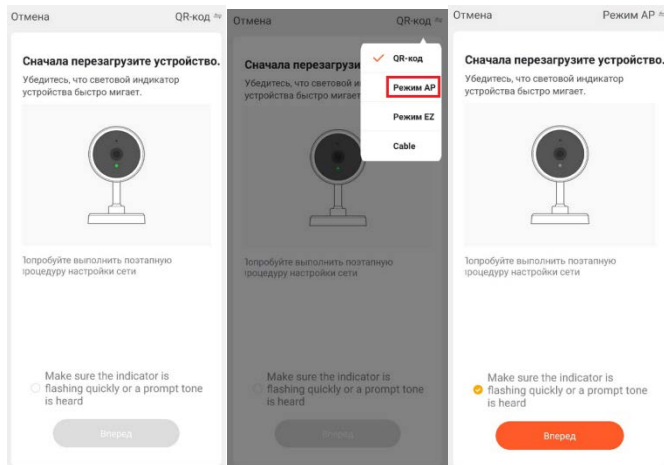 Отмена
QR-код
Сначала перезагрузите устройство.
Убедитесь, что световой индикатор
устройства быстро мигает.
Попробуйте выполнить поэтапную
процедуру настройки сети
Make sure the indicator is
flashing quickly or a prompt tone
is heard
Вперед
Отмена
QR-код
QR-код
Режим AP
Режим EZ
Cable
Сначала перезагрузи
Убедитесь, что световой и
устройства быстро мигает
Попробуйте выполнить поэтапную
процедуру настройки сети
Make sure the indicator is
flashing quickly or a prompt tone
is heard
Вперед
Отмена
Режим AP
Сначала перезагрузите устройство.
Убедитесь, что световой индикатор
устройства быстро мигает.
Попробуйте выполнить поэтапную
процедуру настройки сети
Make sure the indicator is
flashing quickly or a prompt tone
is heard
Вперед